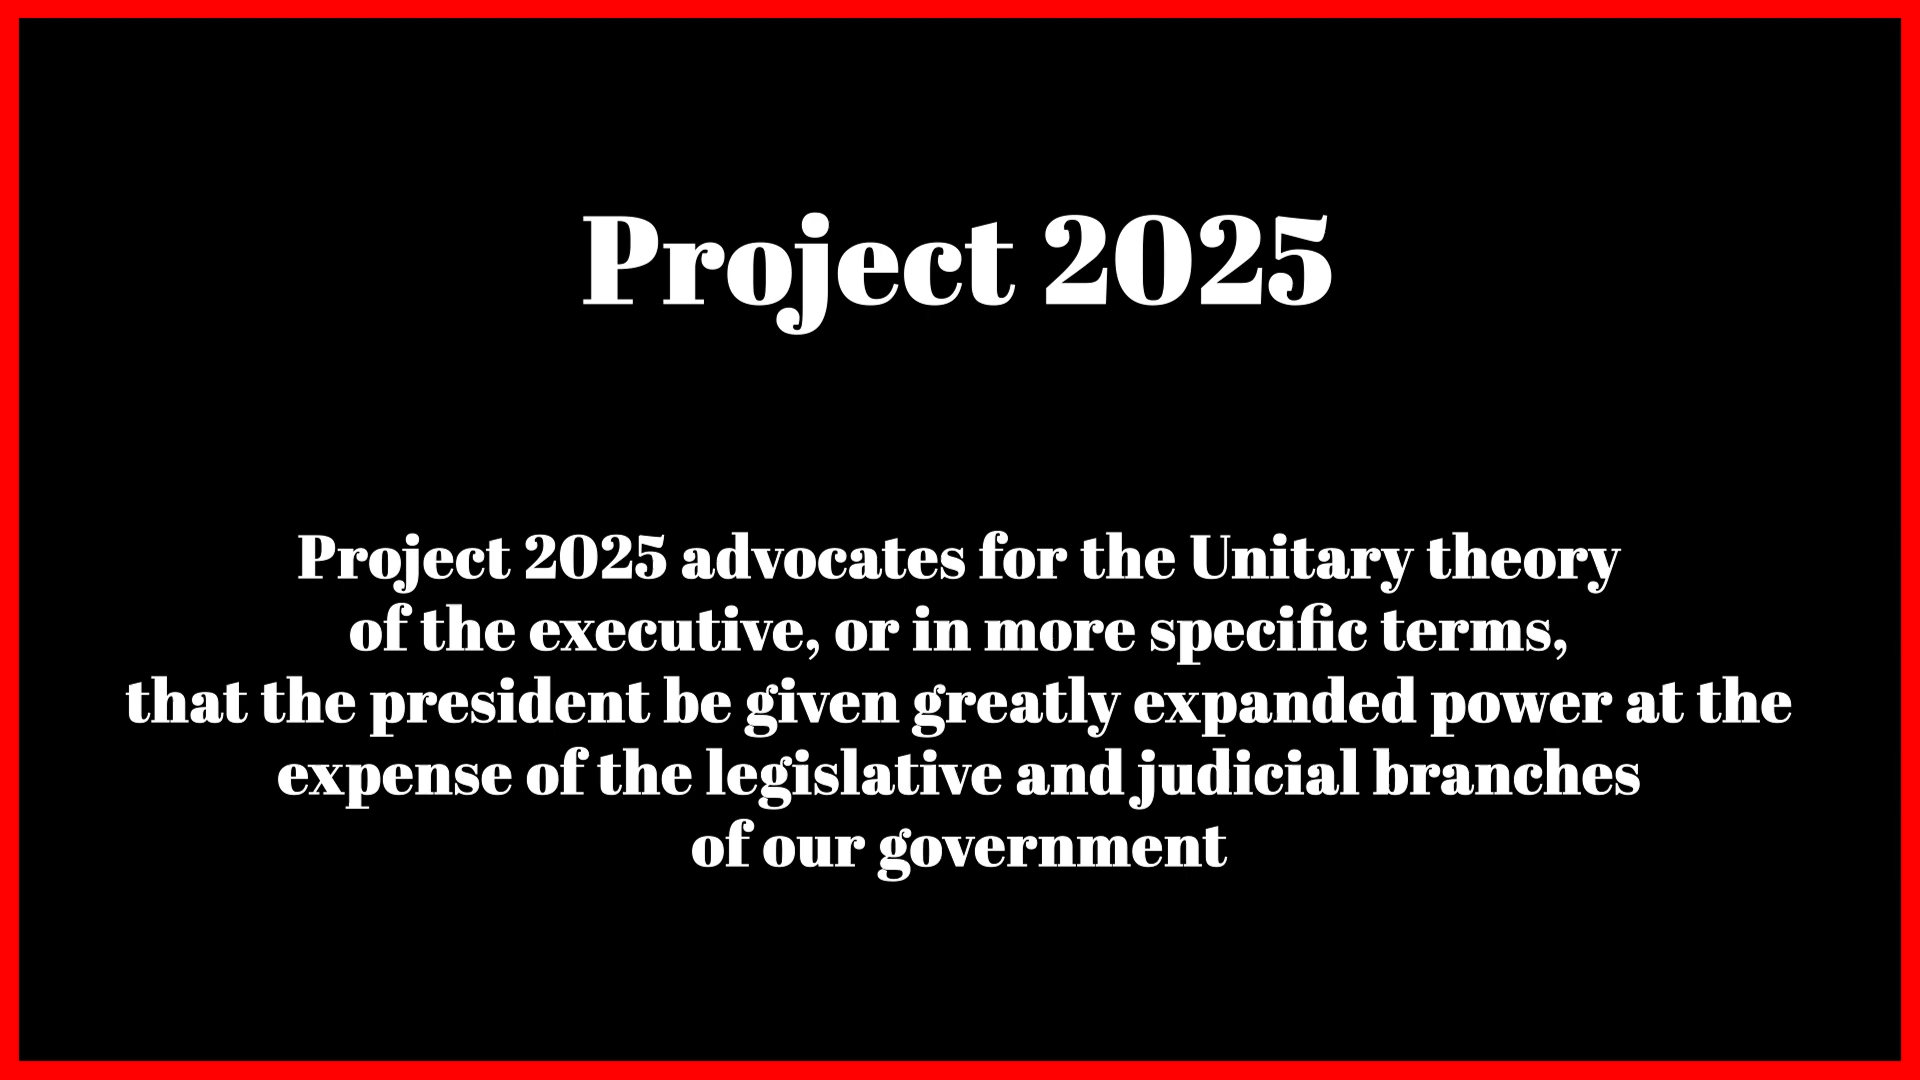 Project 2025
Project 2025 advocates for the Unitary theory
of the executive, or in more specific terms,
that the president be given greatly expanded power at the
expense of the legislative and judicial branches
of our government